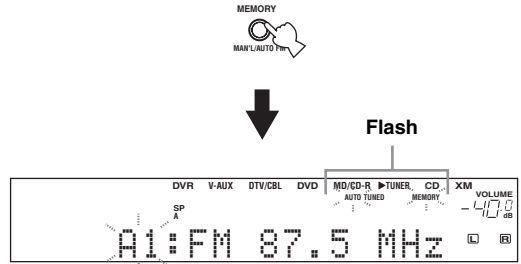 MEMORY
MAN'L/AUTO FM
Flash
DVR V-AUX DTV/CBL DVD MD/CD-R ▶TUNER CD XM
VOLUME
AUTO TUNED MEMORY
SP
A
-40.0
dB
A1:FM 87.5 MHz L R